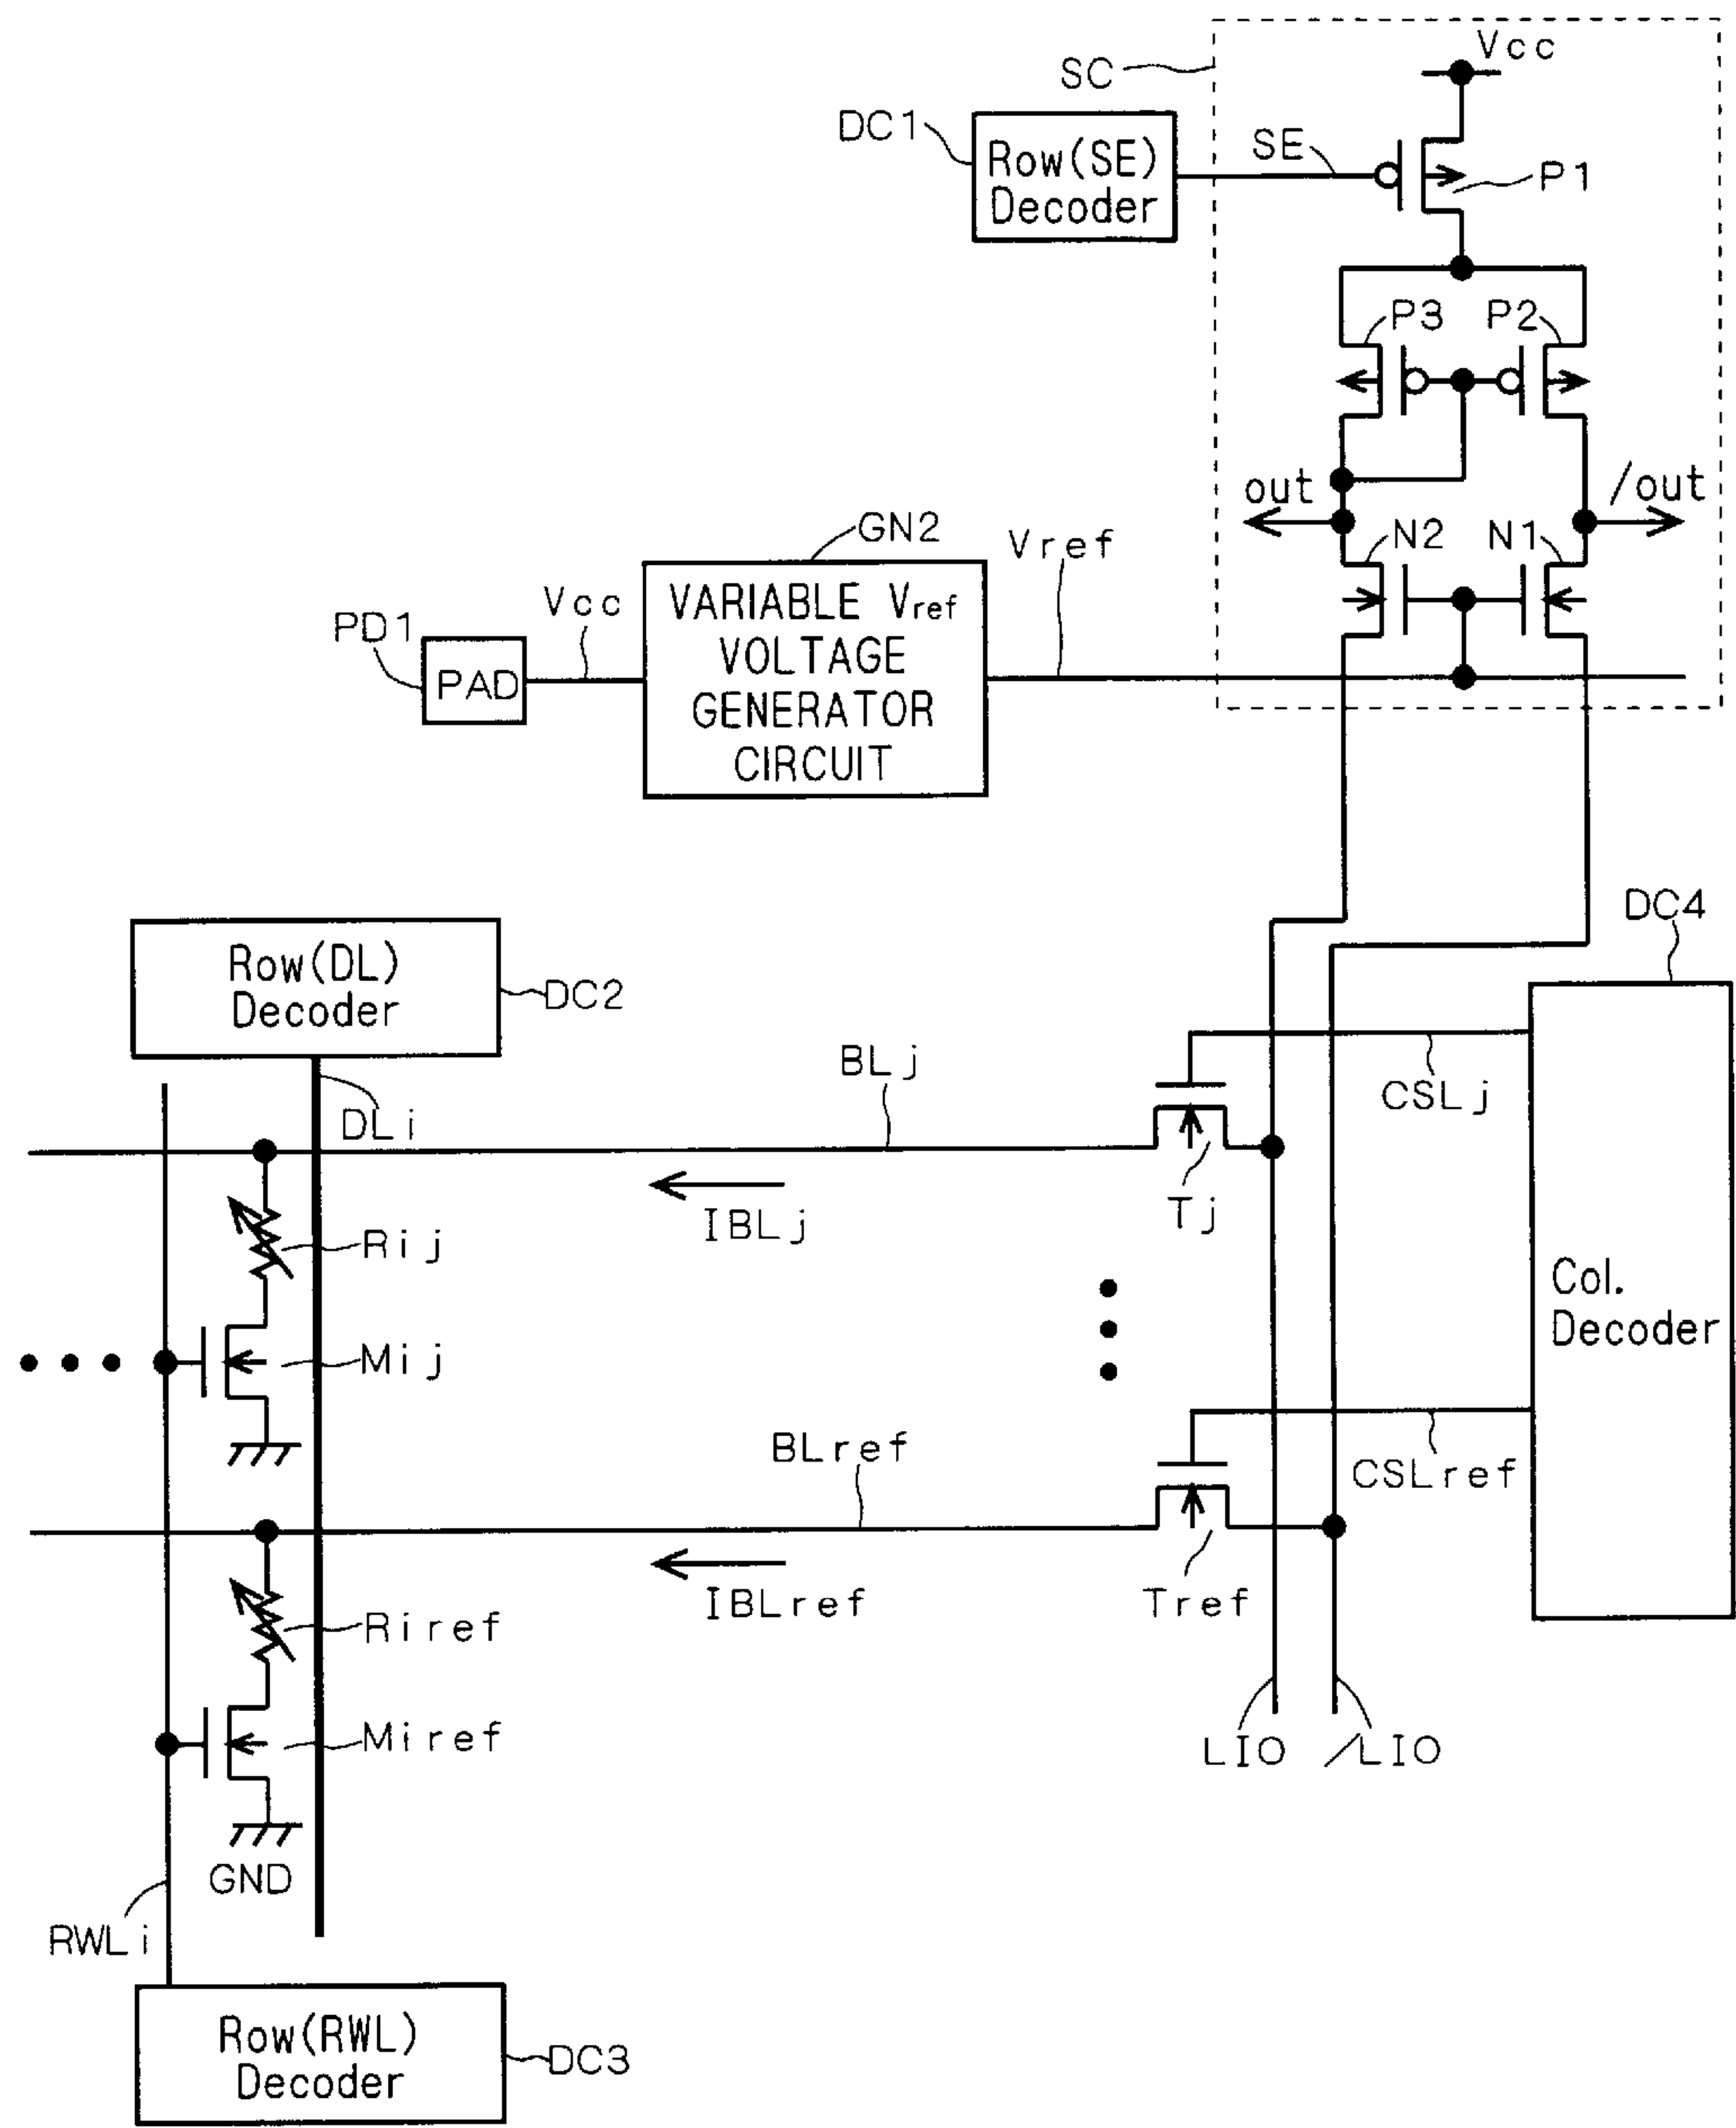 Vcc
SC
DC1
Row(SE)
Decoder
SE
P1
P3
P2
out
/out
GN2
Vref
N2
N1
Vcc
VARIABLE Vref
VOLTAGE
GENERATOR
CIRCUIT
PD1
PAD
DC4
Row(DL)
Decoder
DC2
BLj
CSLj
DLi
Tj
IBLj
Rij
Col.
Decoder
Mij
BLref
CSLref
IBLref
Tref
Riref
Miref
LIO
/LIO
GND
RWLi
Row(RWL)
Decoder
DC3